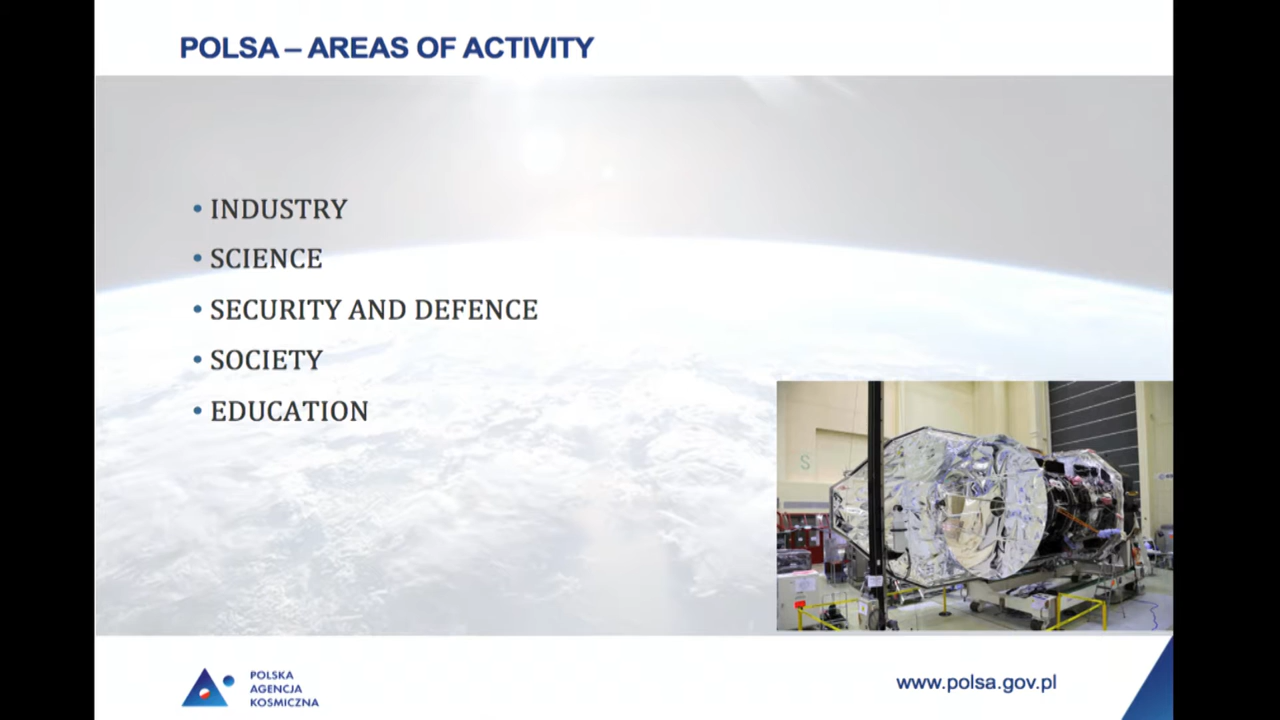 POLSA – AREAS OF ACTIVITY
• INDUSTRY
• SCIENCE
• SECURITY AND DEFENCE
• SOCIETY
• EDUCATION
S
POLSKA
AGENCJA
KOSMICZNA
www.polsa.gov.pl